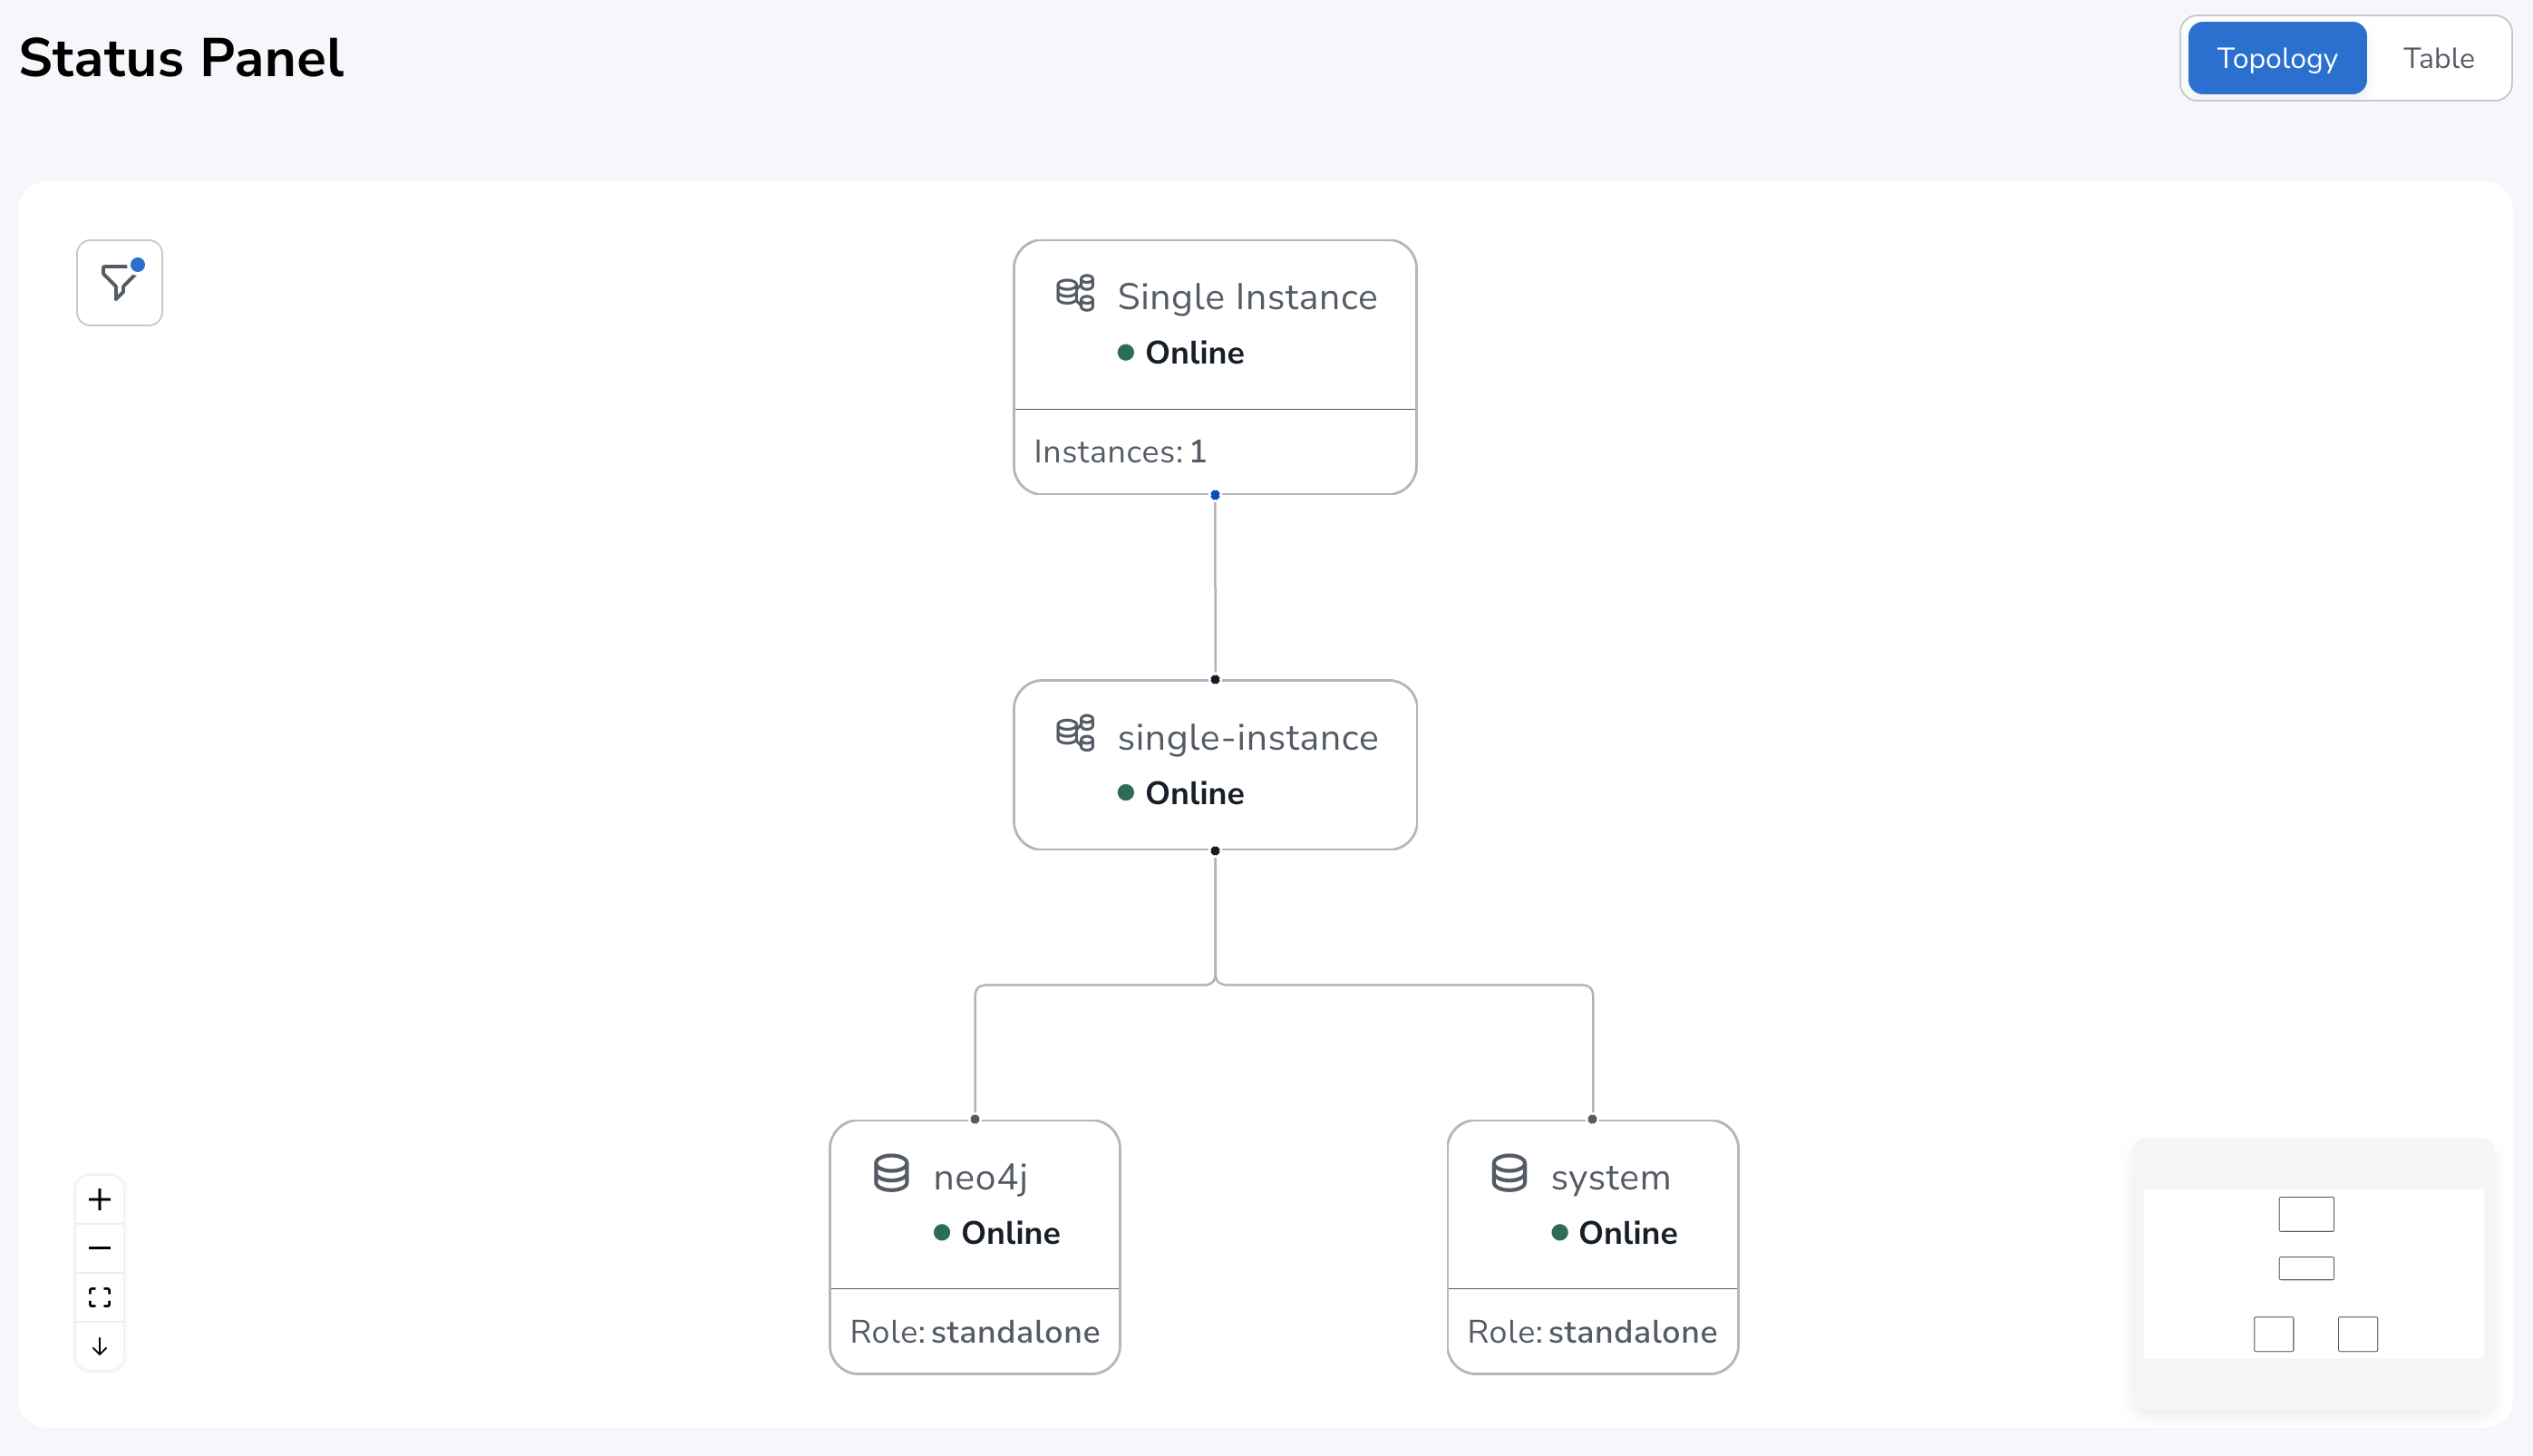 Status Panel
Topology
Table
Single Instance
Online
Instances: 1
single-instance
Online
neo4j
Online
Role: standalone
system
Online
Role: standalone